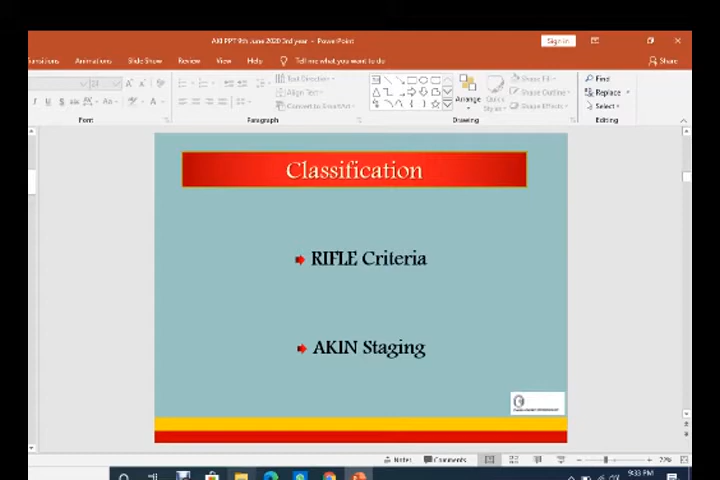 AKI PPT 9th June 2020 3rd year - PowerPoint
Sign in
Transitions Animations Slide Show Review View Help Tell me what you want to do
Share
24
Text Direction
Align Text
Convert to SmartArt
Arrange
Quick
Styles
Shape Fill
Shape Outline
Shape Effects
Find
Replace
Select
Font Paragraph Drawing Editing
Classification
RIFLE Criteria
AKIN Staging
Notes Comments 72%
9:33 PM